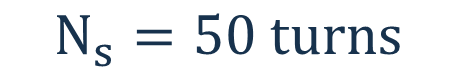 Nₛ = 50 turns